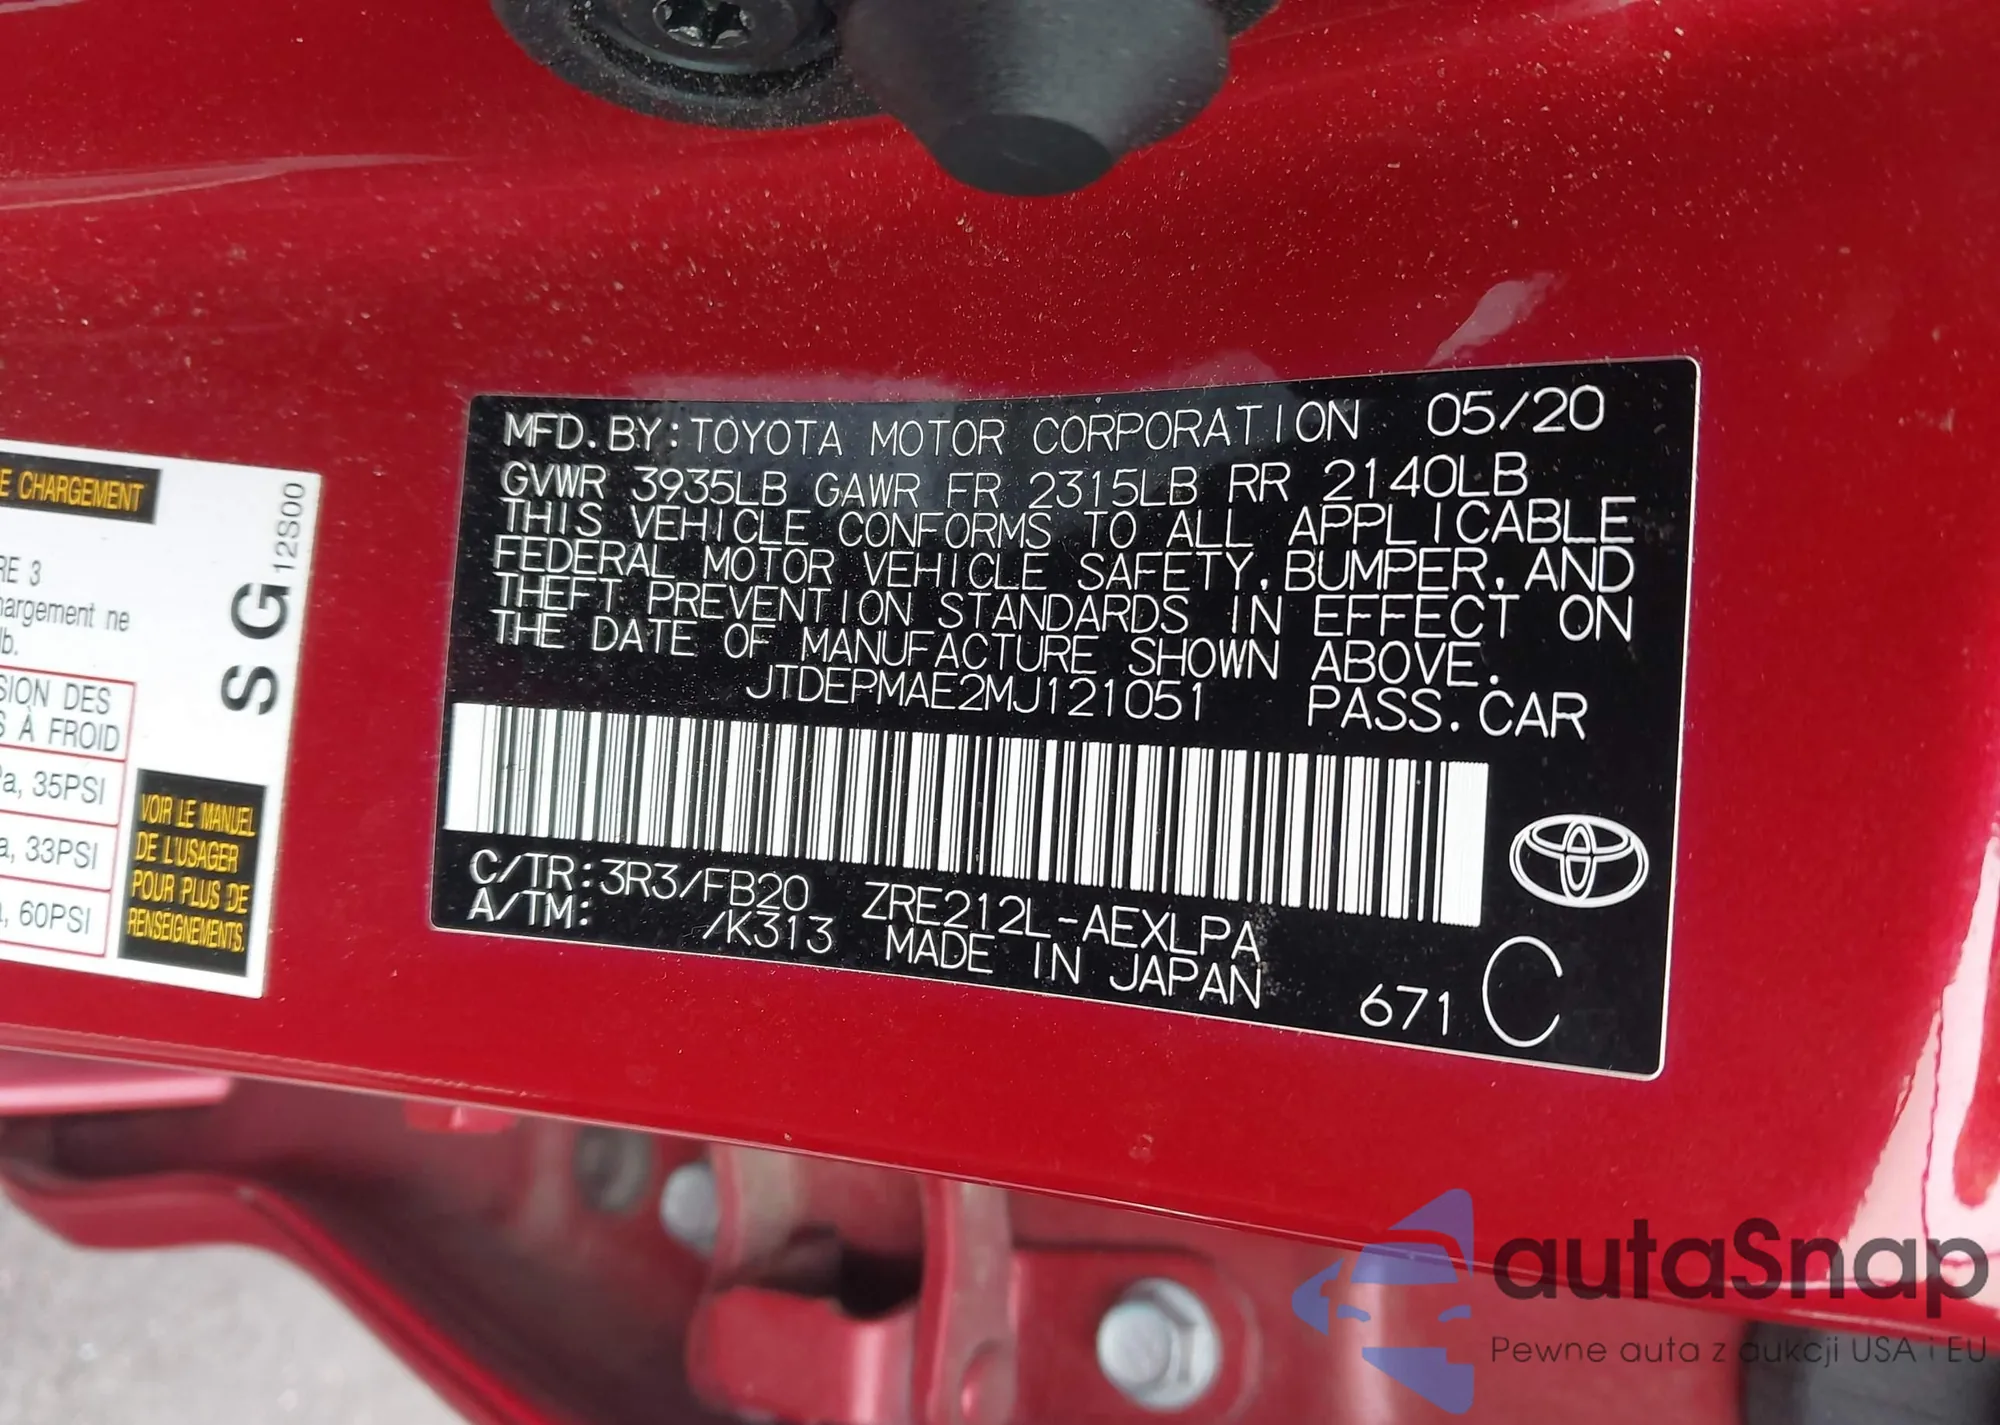 E CHARGEMENT
RE 3
hargement ne
lb.
SION DES
S À FROID
Pa, 35PSI
a, 33PSI
, 60PSI
SG
12S00
VOIR LE MANUEL
DE L'USAGER
POUR PLUS DE
RENSEIGNEMENTS.
MFD. BY: TOYOTA MOTOR CORPORATION 05/20
GVWR 3935LB GAWR FR 2315LB RR 2140LB
THIS VEHICLE CONFORMS TO ALL APPLICABLE
FEDERAL MOTOR VEHICLE SAFETY, BUMPER, AND
THEFT PREVENTION STANDARDS IN EFFECT ON
THE DATE OF MANUFACTURE SHOWN ABOVE.
JTDEPMAE2MJ121051 PASS. CAR
C/TR: 3R3/FB20 ZRE212L-AEXLPA
A/TM: /K313 MADE IN JAPAN 671 C
autaSnap
Pewne auta z aukcji USA i EU